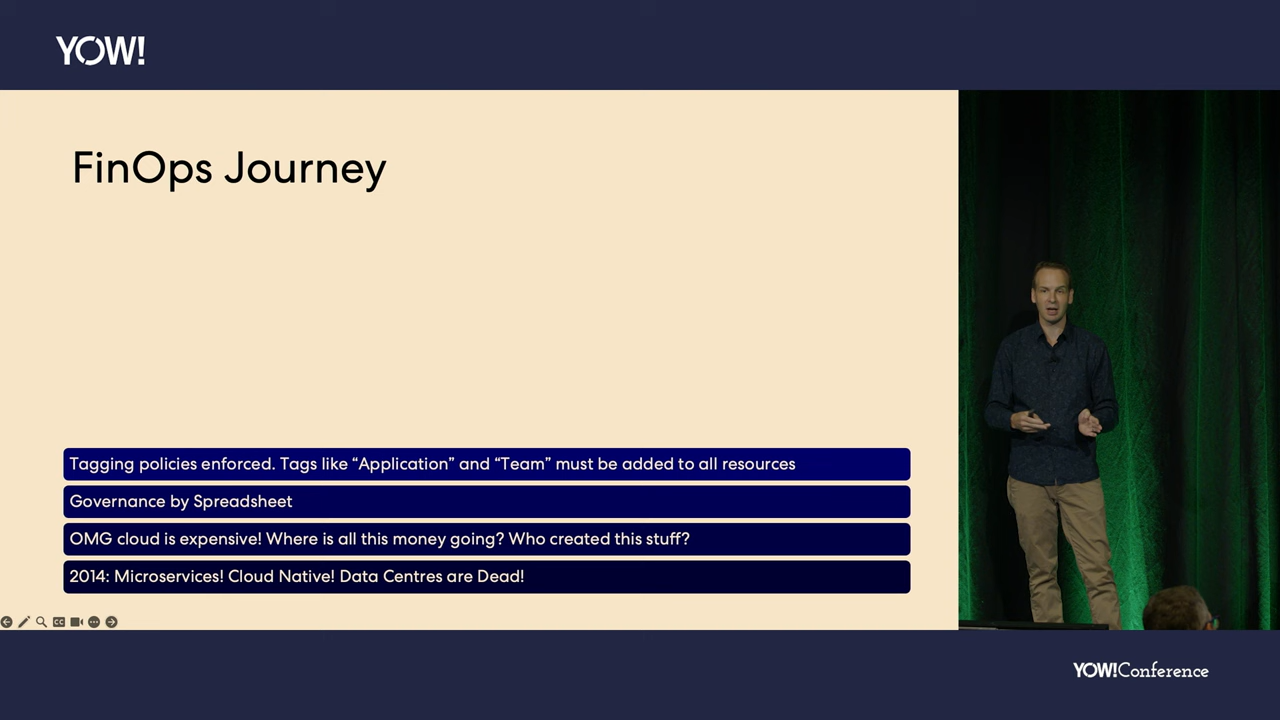 YOW!
FinOps Journey
Tagging policies enforced. Tags like “Application” and “Team” must be added to all resources
Governance by Spreadsheet
OMG cloud is expensive! Where is all this money going? Who created this stuff?
2014: Microservices! Cloud Native! Data Centres are Dead!
CC
YOW!Conference